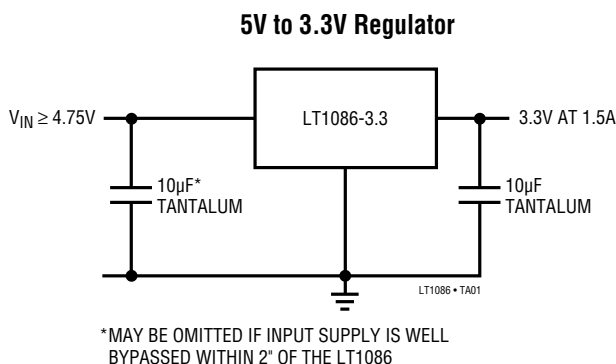 5V to 3.3V Regulator
VIN ≥ 4.75V
LT1086-3.3
3.3V AT 1.5A
10µF*
TANTALUM
10µF
TANTALUM
LT1086 • TA01
*MAY BE OMITTED IF INPUT SUPPLY IS WELL
BYPASSED WITHIN 2" OF THE LT1086